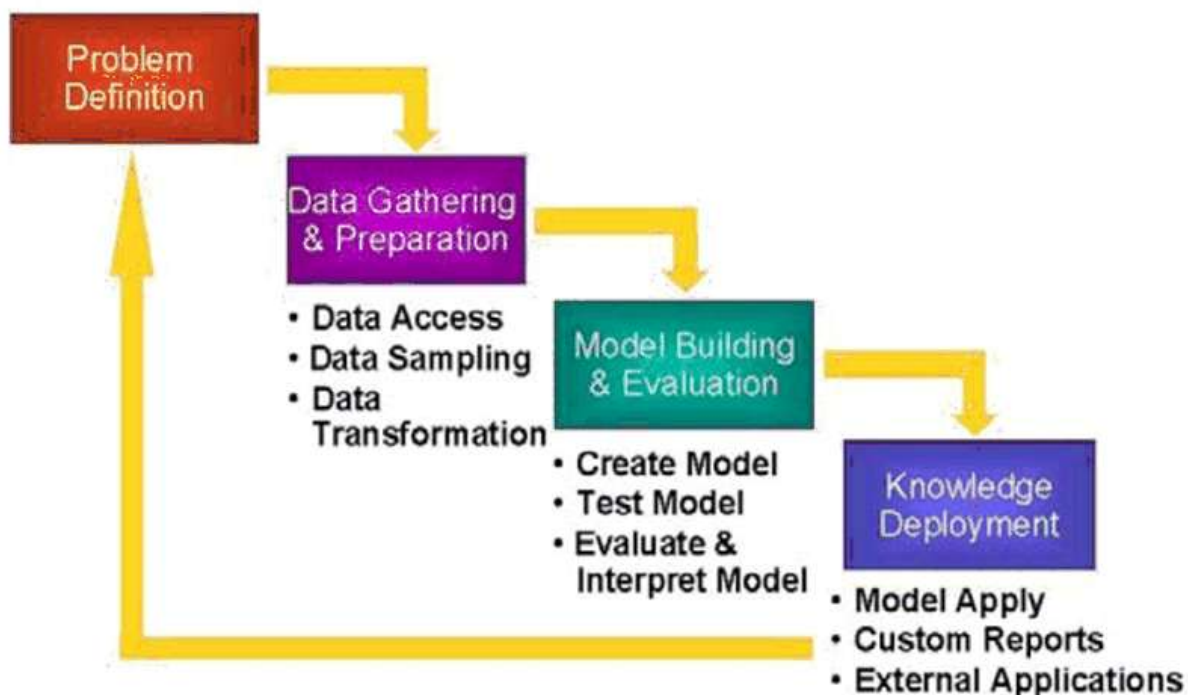 Problem
Definition
Data Gathering
& Preparation
• Data Access
• Data Sampling
• Data
Transformation
Model Building
& Evaluation
• Create Model
• Test Model
• Evaluate &
Interpret Model
Knowledge
Deployment
• Model Apply
• Custom Reports
• External Applications